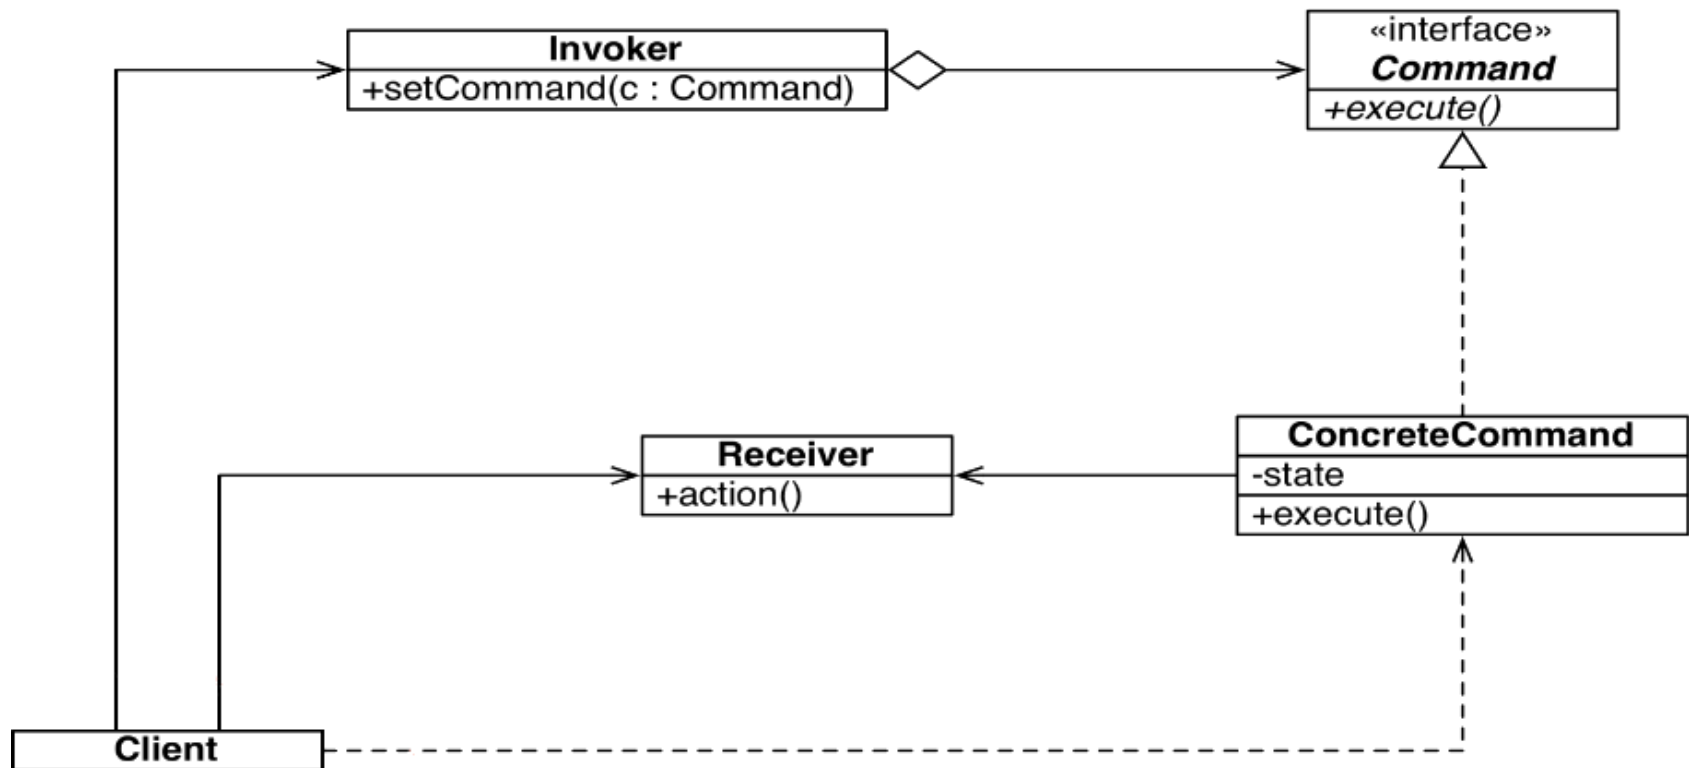 Invoker
+setCommand(c : Command)
«interface»
Command
+execute()
Receiver
+action()
ConcreteCommand
-state
+execute()
Client